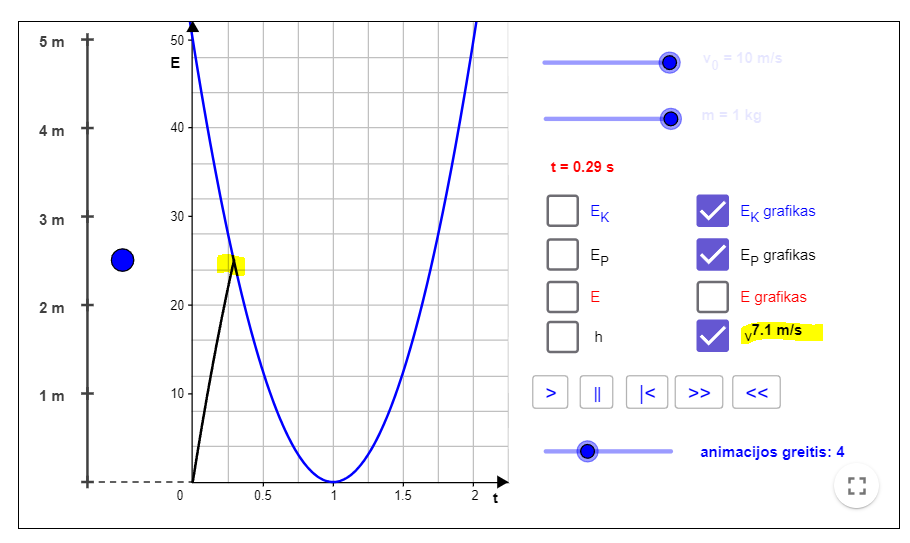 5 m
4 m
3 m
2 m
1 m
E
50
40
30
20
10
0
0.5
1
1.5
2
t
v0 = 10 m/s
m = 1 kg
t = 0.29 s
EK
EK grafikas
EP
EP grafikas
E
E grafikas
h
v7.1 m/s
>
||
|<
>>
<<
animacijos greitis: 4